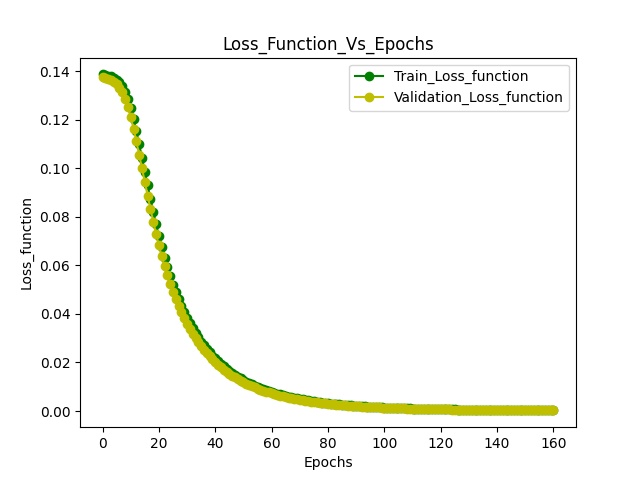 Loss_Function_Vs_Epochs
Train_Loss_function
Validation_Loss_function
Loss_function
0.14
0.12
0.10
0.08
0.06
0.04
0.02
0.00
0 20 40 60 80 100 120 140 160
Epochs